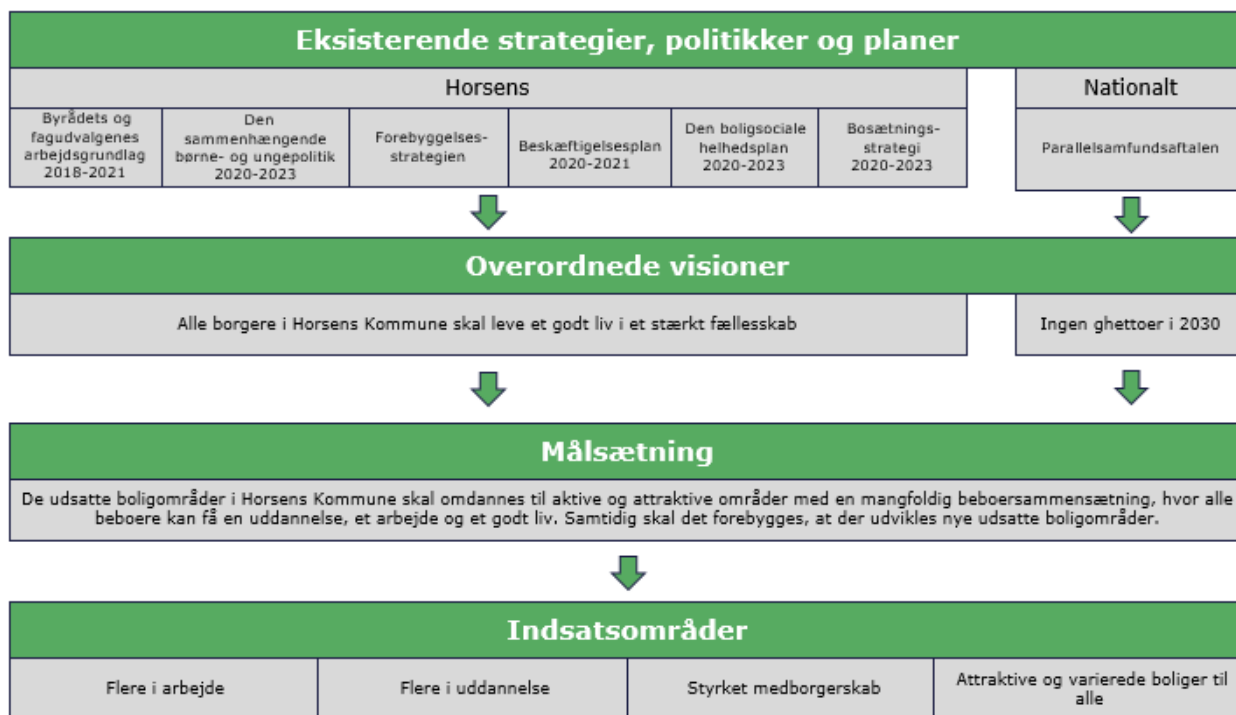 Eksisterende strategier, politikker og planer
Horsens
Nationalt
Byrådets og
fagudvalgenes
arbejdsgrundlag
2018-2021
Den
sammenhængende
børne- og ungepolitik
2020-2023
Forebyggelses-
strategien
Beskæftigelsesplan
2020-2021
Den boligsociale
helhedsplan
2020-2023
Bosætnings-
strategi
2020-2023
Parallelsamfundsaftalen
Overordnede visioner
Alle borgere i Horsens Kommune skal leve et godt liv i et stærkt fællesskab
Ingen ghettoer i 2030
Målsætning
De udsatte boligområder i Horsens Kommune skal omdannes til aktive og attraktive områder med en mangfoldig beboersammensætning, hvor alle
beboere kan få en uddannelse, et arbejde og et godt liv. Samtidig skal det forebygges, at der udvikles nye udsatte boligområder.
Indsatsområder
Flere i arbejde
Flere i uddannelse
Styrket medborgerskab
Attraktive og varierede boliger til
alle